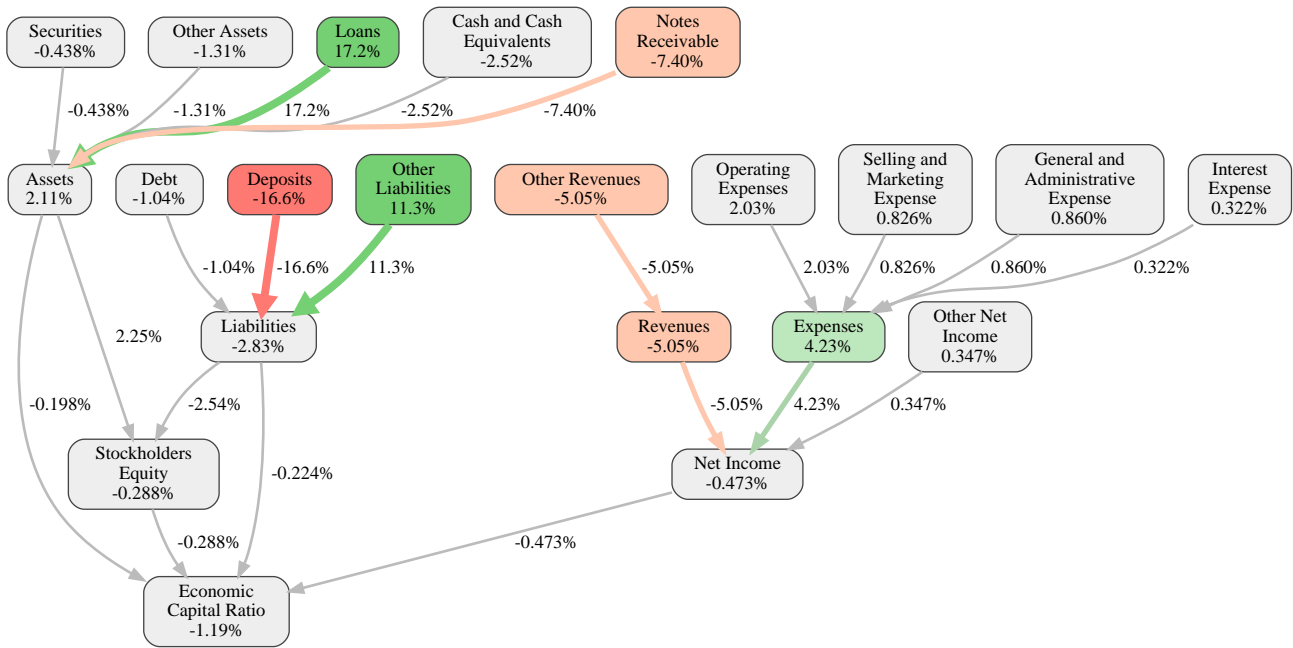 Securities
-0.438%
Other Assets
-1.31%
Loans
17.2%
Cash and Cash
Equivalents
-2.52%
Notes
Receivable
-7.40%
-0.438%
-1.31%
17.2%
-2.52%
-7.40%
Assets
2.11%
Debt
-1.04%
Deposits
-16.6%
Other
Liabilities
11.3%
Other Revenues
-5.05%
Operating
Expenses
2.03%
Selling and
Marketing
Expense
0.826%
General and
Administrative
Expense
0.860%
Interest
Expense
0.322%
-1.04%
-16.6%
11.3%
-5.05%
2.03%
0.826%
0.860%
0.322%
2.25%
Liabilities
-2.83%
Revenues
-5.05%
Expenses
4.23%
Other Net
Income
0.347%
-0.198%
-2.54%
-5.05%
4.23%
0.347%
Stockholders
Equity
-0.288%
-0.224%
Net Income
-0.473%
-0.288%
-0.473%
Economic
Capital Ratio
-1.19%